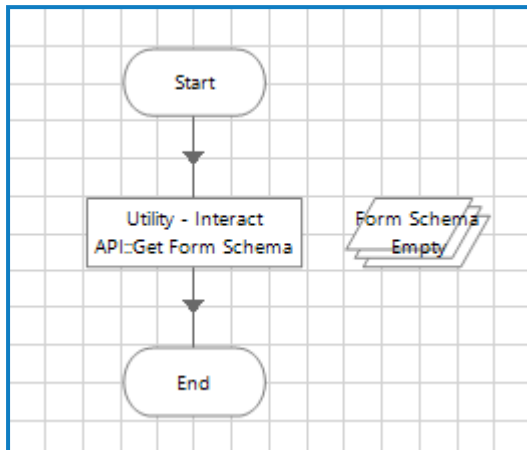 Start
Utility - Interact
API::Get Form Schema
Form Schema
Empty
End